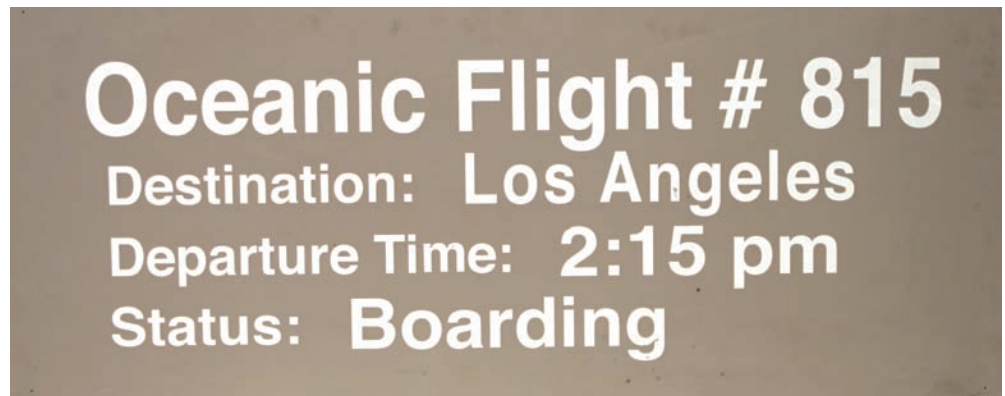 Oceanic Flight # 815
Destination: Los Angeles
Departure Time: 2:15 pm
Status: Boarding